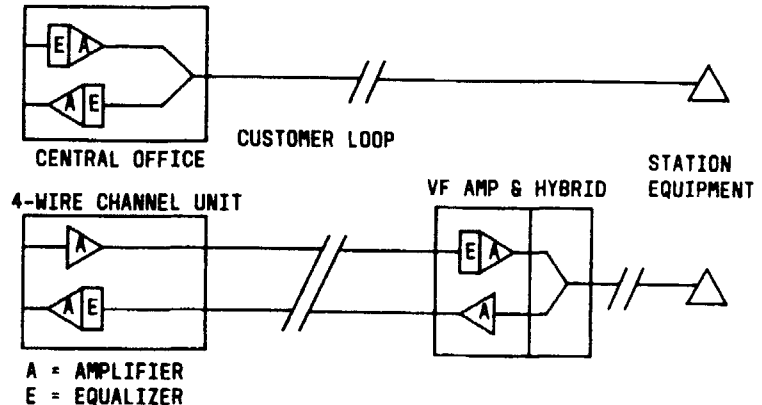 E A
A E
CENTRAL OFFICE
CUSTOMER LOOP
STATION
EQUIPMENT
VF AMP & HYBRID
4-WIRE CHANNEL UNIT
A
E A
A E
A
A = AMPLIFIER
E = EQUALIZER